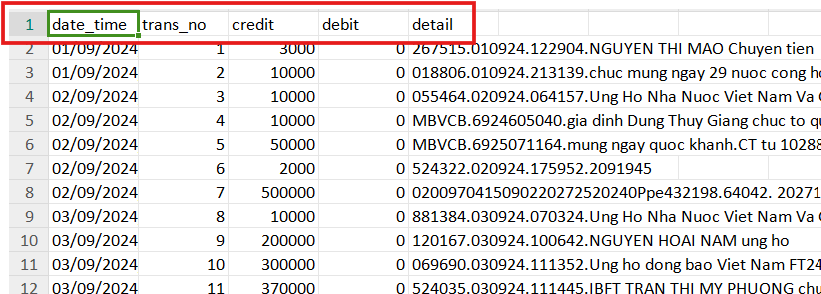 1 date_time trans_no credit debit detail
2 01/09/2024 1 3000 0 267515.010924.122904.NGUYEN THI MAO Chuyen tien
3 01/09/2024 2 10000 0 018806.010924.213139.chuc mung ngay 29 nuoc cong
4 02/09/2024 3 10000 0 055464.020924.064157.Ung Ho Nha Nuoc Viet Nam Va
5 02/09/2024 4 10000 0 MBVCB.6924605040.gia dinh Dung Thuy Giang chuc to
6 02/09/2024 5 50000 0 MBVCB.6925071164.mung ngay quoc khanh.CT tu 10288
7 02/09/2024 6 2000 0 524322.020924.175952.2091945
8 02/09/2024 7 500000 0 0200970415090220272520240Ppe432198.64042. 20271
9 03/09/2024 8 10000 0 881384.030924.070324.Ung Ho Nha Nuoc Viet Nam Va
10 03/09/2024 9 200000 0 120167.030924.100642.NGUYEN HOAI NAM ung ho
11 03/09/2024 10 300000 0 069690.030924.111352.Ung ho dong bao Viet Nam FT24
12 03/09/2024 11 370000 0 524035.030924.111445.IBFT TRAN THI MY PHUONG